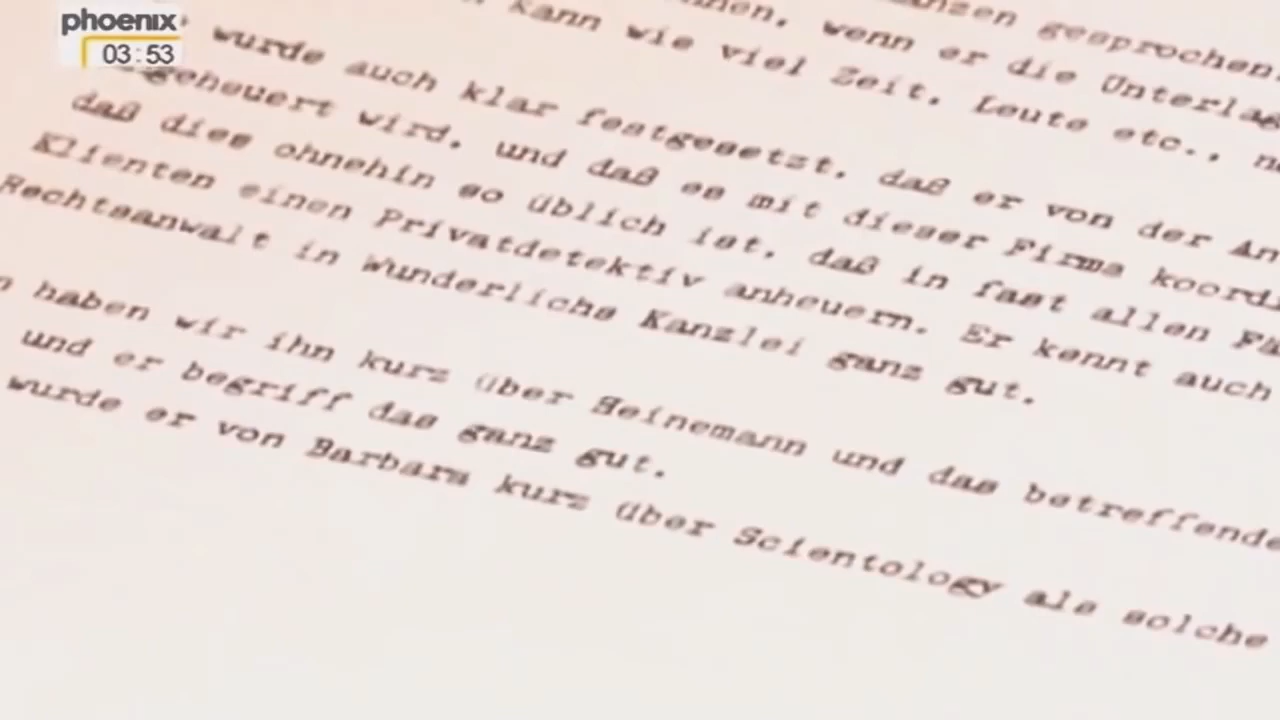 phoenix
03:53
gesprochen.
wenn er die Unterla
kann wie viel Zeit, Leute etc.,
wurde auch klar festgesetzt, daß er von der An
geheuert wird, und daß es mit dieser Firma koordi
daß dies ohnehin so üblich ist, daß in fast allen Fä
Klienten einen Privatdetektiv anheuern. Er kennt auch
Rechtsanwalt in Wunderlichs Kanzlei ganz gut.
n haben wir ihn kurz über Heinemann und das betreffende
und er begriff das ganz gut.
wurde er von Barbara kurz über Scientology als solche